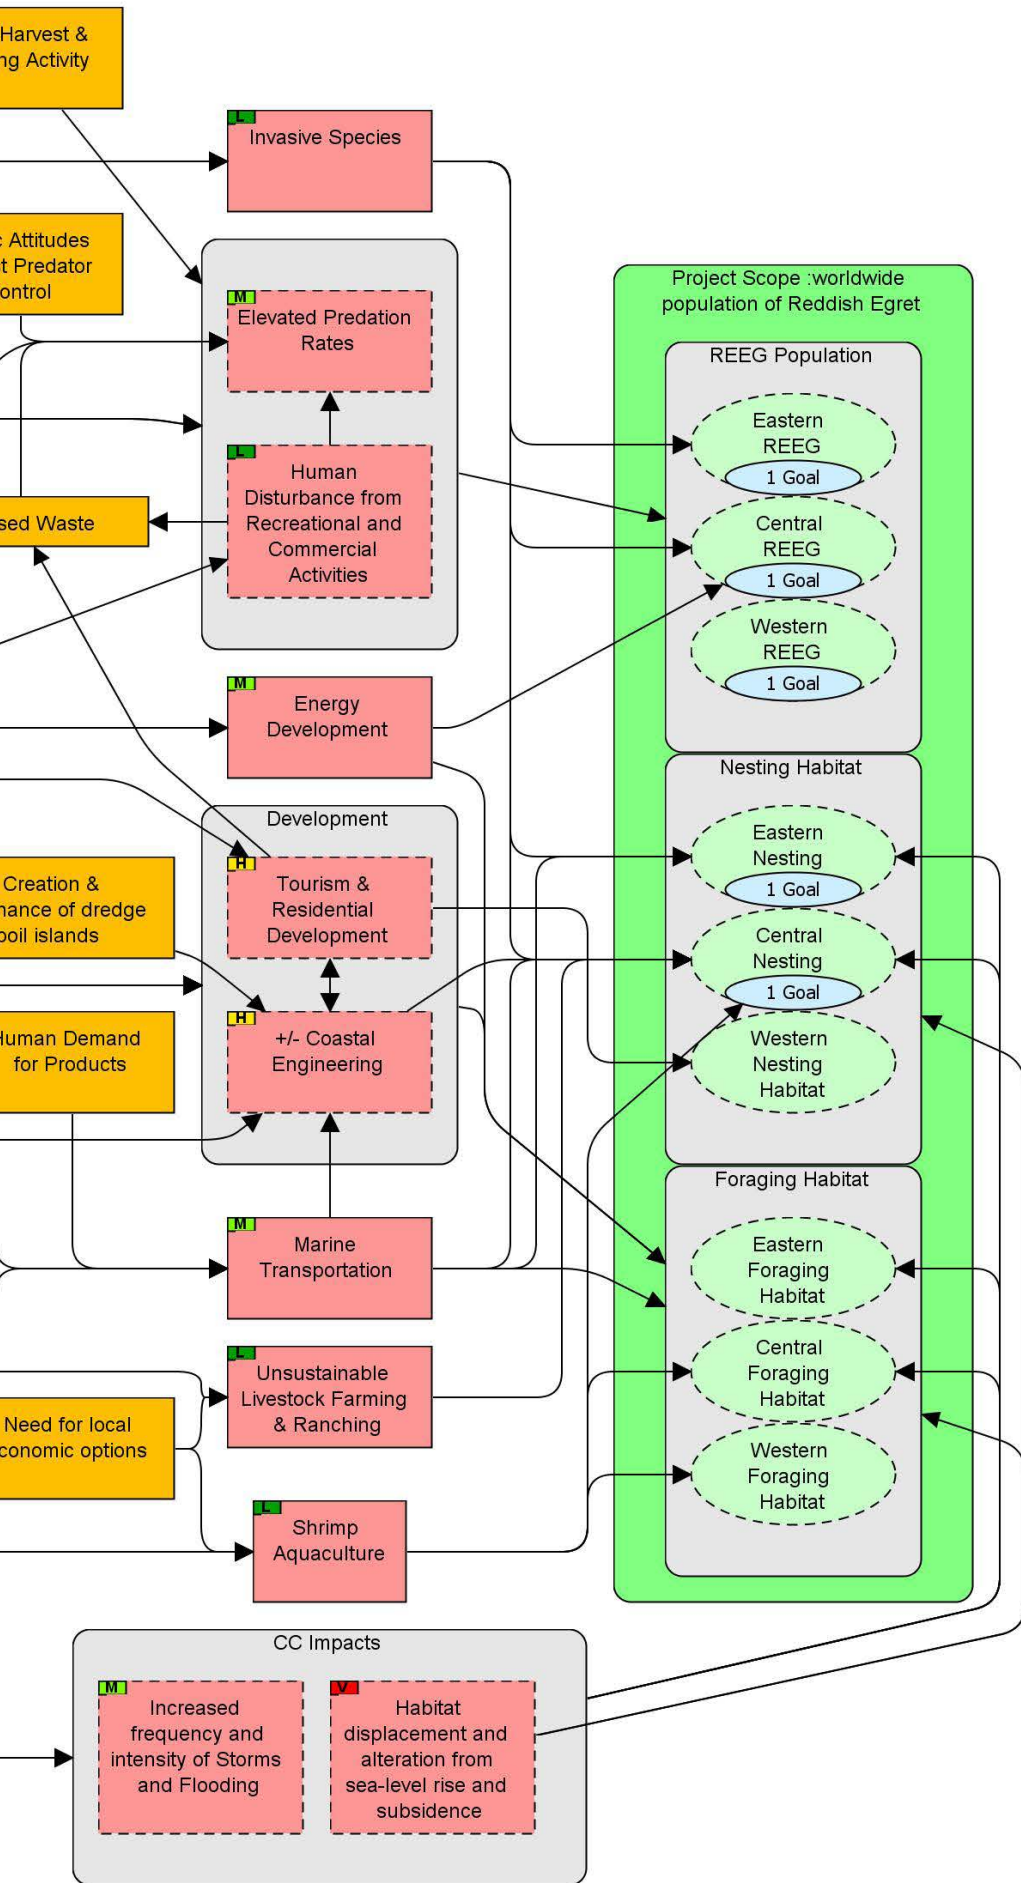 Harvest &
ng Activity
L
Invasive Species
c Attitudes
ct Predator
ontrol
M
Elevated Predation
Rates
L
Human
Disturbance from
Recreational and
Commercial
Activities
sed Waste
M
Energy
Development
Development
H
Tourism &
Residential
Development
Creation &
nance of dredge
poil islands
H
+/- Coastal
Engineering
Human Demand
for Products
M
Marine
Transportation
L
Unsustainable
Livestock Farming
& Ranching
Need for local
conomic options
L
Shrimp
Aquaculture
CC Impacts
M
Increased
frequency and
intensity of Storms
and Flooding
V
Habitat
displacement and
alteration from
sea-level rise and
subsidence
Project Scope :worldwide
population of Reddish Egret
REEG Population
Eastern
REEG
1 Goal
Central
REEG
1 Goal
Western
REEG
1 Goal
Nesting Habitat
Eastern
Nesting
1 Goal
Central
Nesting
1 Goal
Western
Nesting
Habitat
Foraging Habitat
Eastern
Foraging
Habitat
Central
Foraging
Habitat
Western
Foraging
Habitat